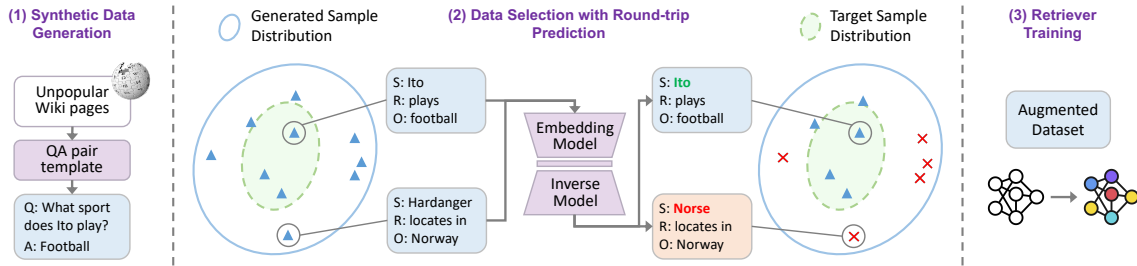 (1) Synthetic Data
Generation
Unpopular
Wiki pages
QA pair
template
Q: What sport
does Ito play?
A: Football
Generated Sample
Distribution
(2) Data Selection with Round-trip
Prediction
Target Sample
Distribution
S: Ito
R: plays
O: football
S: Hardanger
R: locates in
O: Norway
Embedding
Model
Inverse
Model
S: Ito
R: plays
O: football
S: Norse
R: locates in
O: Norway
(3) Retriever
Training
Augmented
Dataset